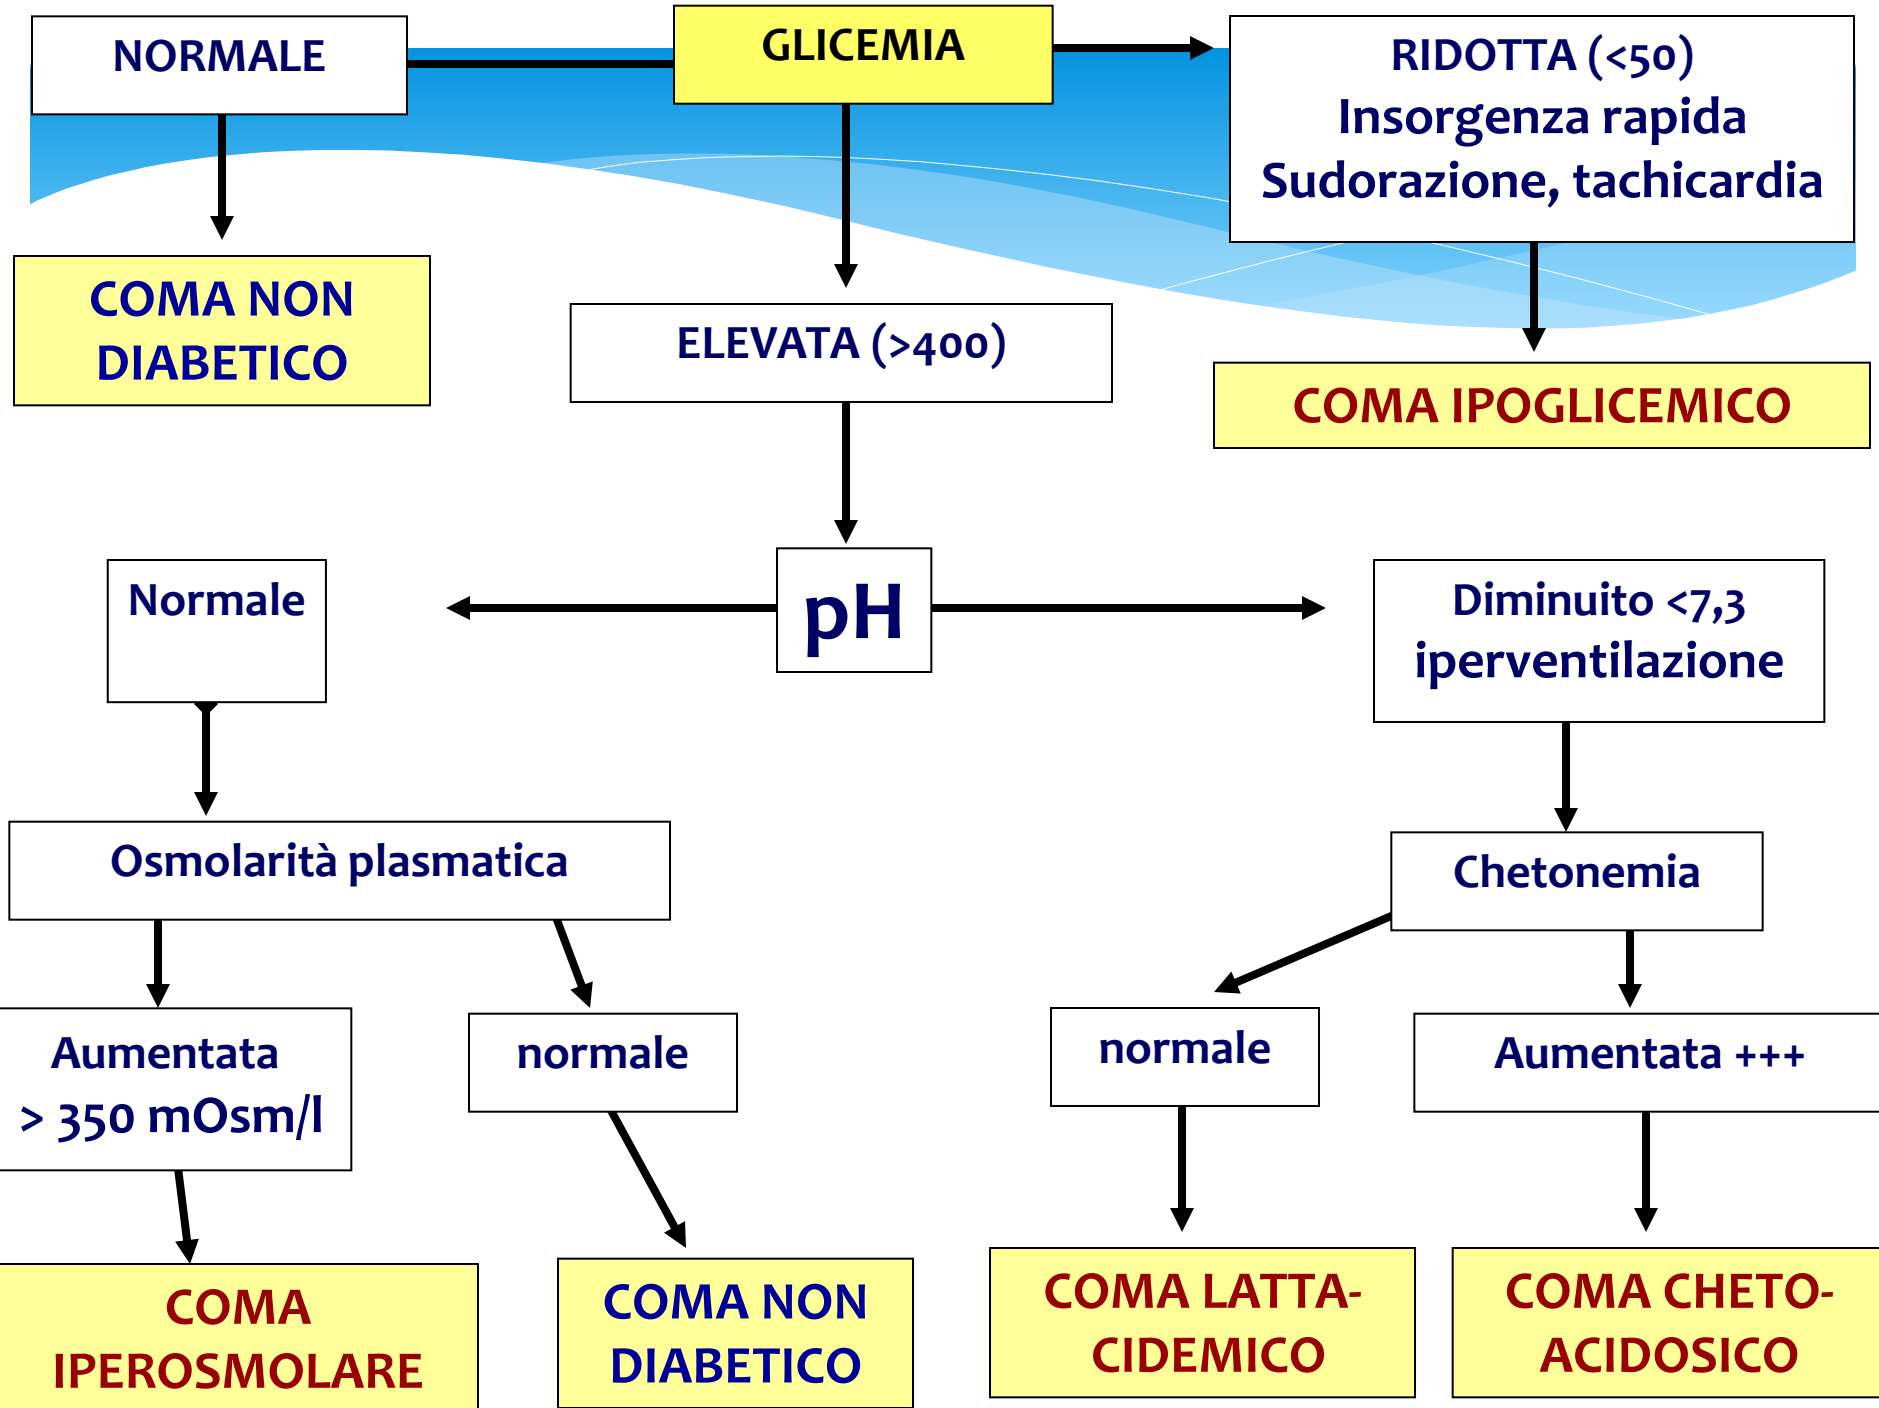 NORMALE
GLICEMIA
RIDOTTA (<50)
Insorgenza rapida
Sudorazione, tachicardia
COMA NON
DIABETICO
ELEVATA (>400)
COMA IPOGLICEMICO
Normale
pH
Diminuito <7,3
iperventilazione
Osmolarità plasmatica
Chetonemia
Aumentata
> 350 mOsm/l
normale
normale
Aumentata +++
COMA
IPEROSMOLARE
COMA NON
DIABETICO
COMA LATTA-
CIDEMICO
COMA CHETO-
ACIDOSICO